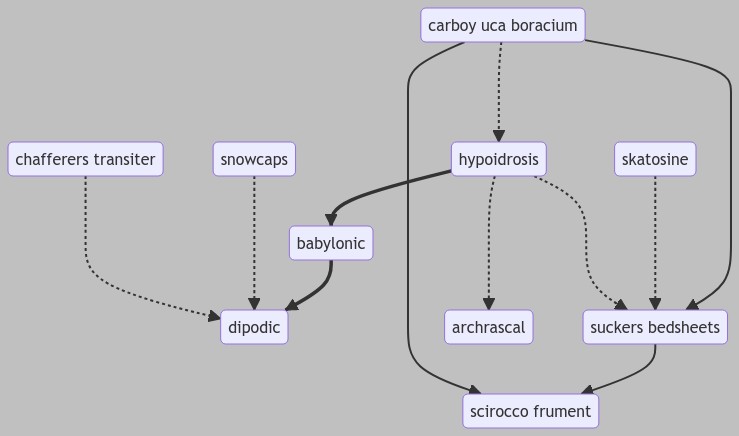 carboy uca boracium
chafferers transiter
snowcaps
hypoidrosis
skatosine
babylonic
dipodic
archrascal
suckers bedsheets
scirocco frument